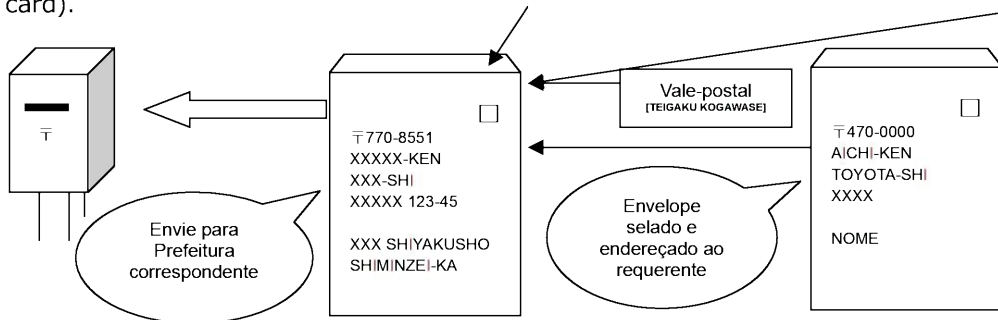 card).
〒
Envie para
Prefeitura
correspondente
〒770-8551
XXXXX-KEN
XXX-SHI
XXXXX 123-45
XXX SHIYAKUSHO
SHIMINZEI-KA
Vale-postal
[TEIGAKU KOGAWASE]
Envelope
selado e
endereçado ao
requerente
〒470-0000
AICHI-KEN
TOYOTA-SHI
XXXX
NOME